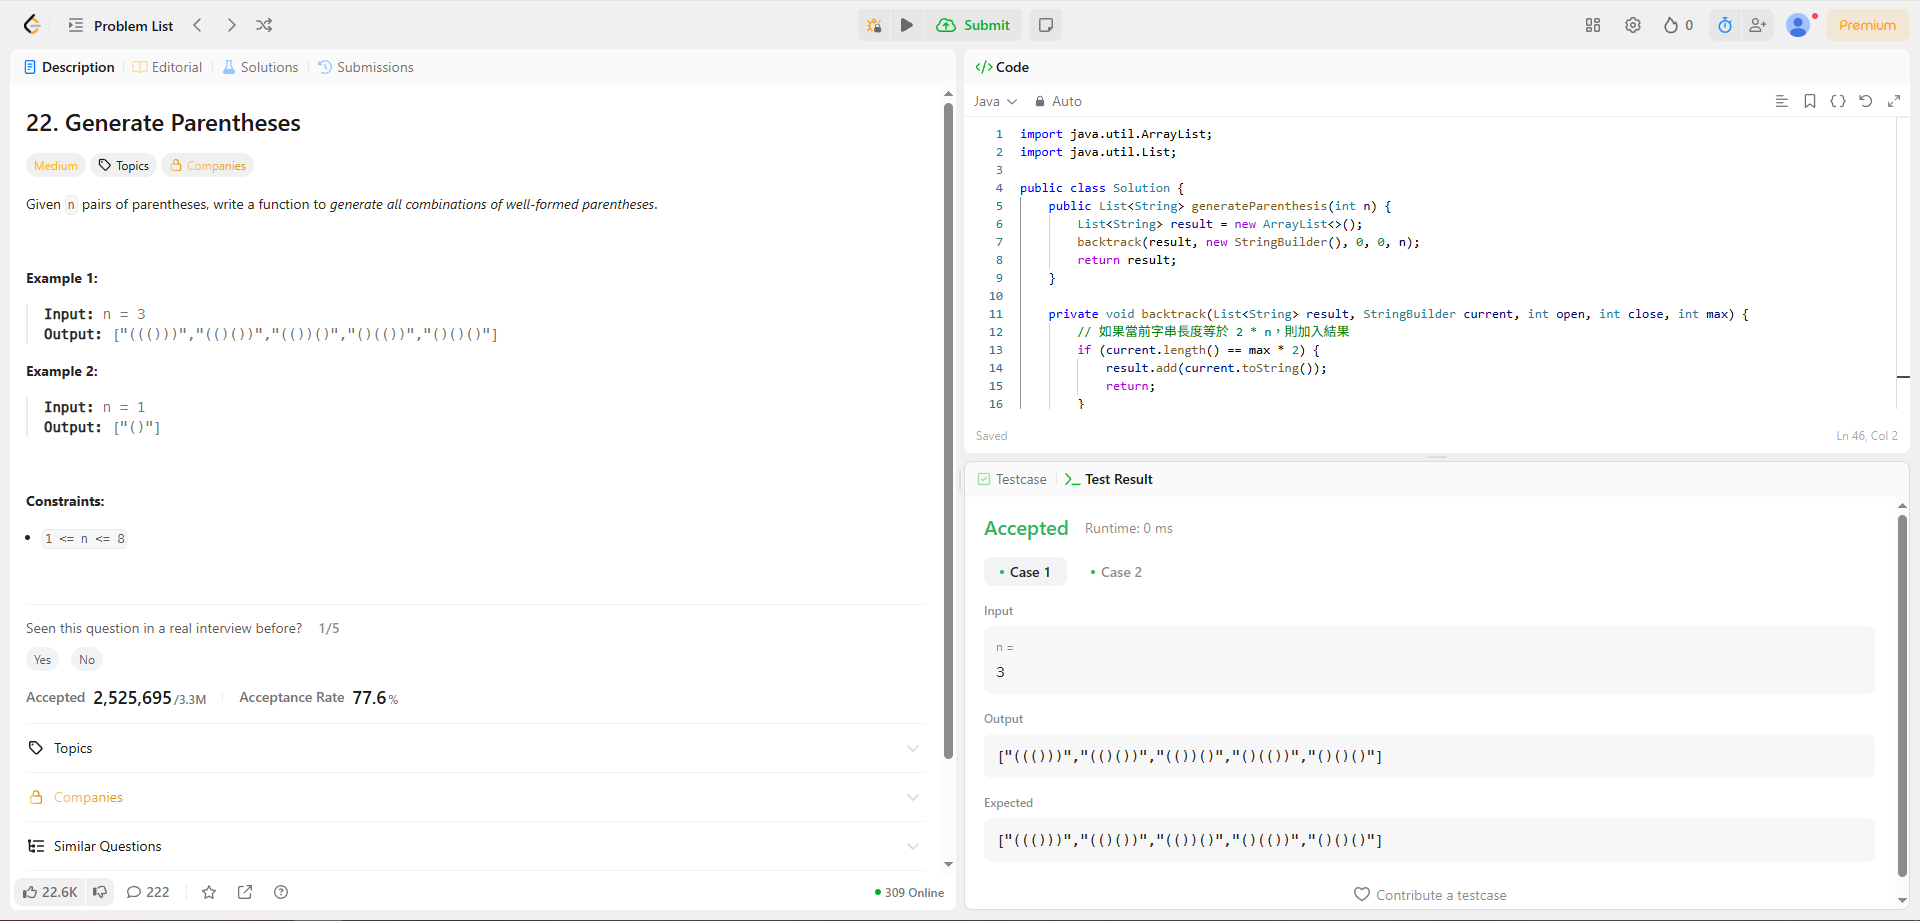 Problem List
Submit
0
Premium
Description
Editorial
Solutions
Submissions
22. Generate Parentheses
Medium
Topics
Companies
Given n pairs of parentheses, write a function to generate all combinations of well-formed parentheses.
Example 1:
Input: n = 3
Output: ["((()))","(()())","(())()","()(())","()()()"]
Example 2:
Input: n = 1
Output: ["()"]
Constraints:
1 <= n <= 8
Seen this question in a real interview before? 1/5
Yes No
Accepted 2,525,695/3.3M Acceptance Rate 77.6%
Topics
Companies
Similar Questions
22.6K 222
309 Online
Code
Java Auto
1 import java.util.ArrayList;
2 import java.util.List;
3
4 public class Solution {
5 public List<String> generateParenthesis(int n) {
6 List<String> result = new ArrayList<>();
7 backtrack(result, new StringBuilder(), 0, 0, n);
8 return result;
9 }
10
11 private void backtrack(List<String> result, StringBuilder current, int open, int close, int max) {
12 // 如果當前字串長度等於 2 * n，則加入結果
13 if (current.length() == max * 2) {
14 result.add(current.toString());
15 return;
16 }
Saved Ln 46, Col 2
Testcase
Test Result
Accepted Runtime: 0 ms
Case 1 Case 2
Input
n =
3
Output
["((()))","(()())","(())()","()(())","()()()"]
Expected
["((()))","(()())","(())()","()(())","()()()"]
Contribute a testcase